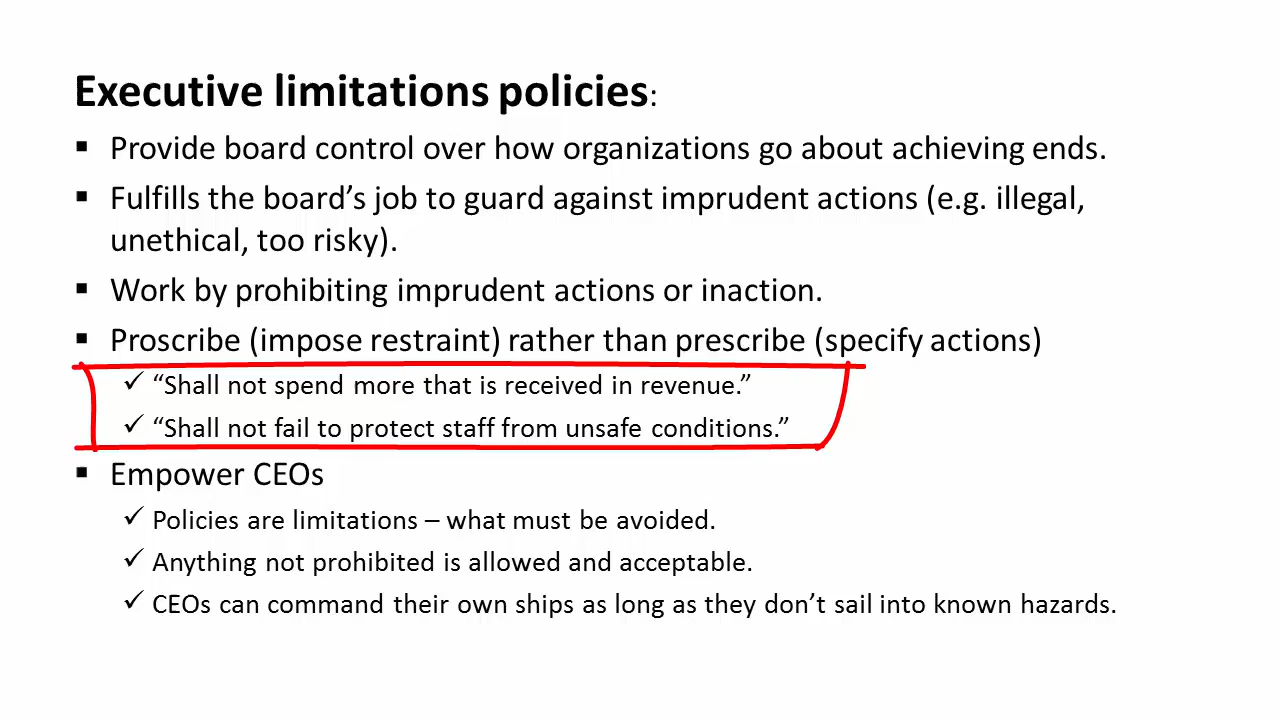 Executive limitations policies:
▪ Provide board control over how organizations go about achieving ends.
▪ Fulfills the board’s job to guard against imprudent actions (e.g. illegal,
unethical, too risky).
▪ Work by prohibiting imprudent actions or inaction.
▪ Proscribe (impose restraint) rather than prescribe (specify actions)
✓ “Shall not spend more that is received in revenue.”
✓ “Shall not fail to protect staff from unsafe conditions.”
▪ Empower CEOs
✓ Policies are limitations – what must be avoided.
✓ Anything not prohibited is allowed and acceptable.
✓ CEOs can command their own ships as long as they don’t sail into known hazards.